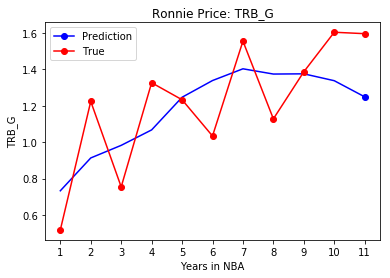 Ronnie Price: TRB_G
Prediction
True
TRB_G
1.6
1.4
1.2
1.0
0.8
0.6
1 2 3 4 5 6 7 8 9 10 11
Years in NBA